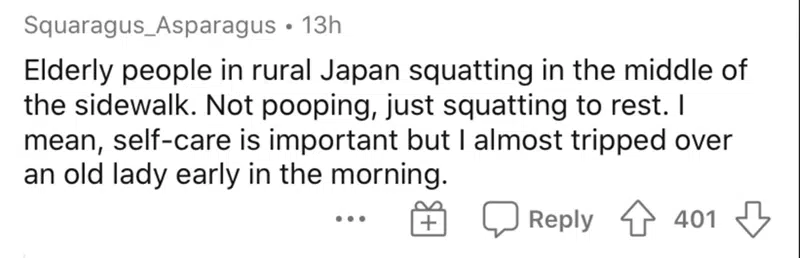 Squaragus_Asparagus • 13h
Elderly people in rural Japan squatting in the middle of
the sidewalk. Not pooping, just squatting to rest. I
mean, self-care is important but I almost tripped over
an old lady early in the morning.
Reply 401